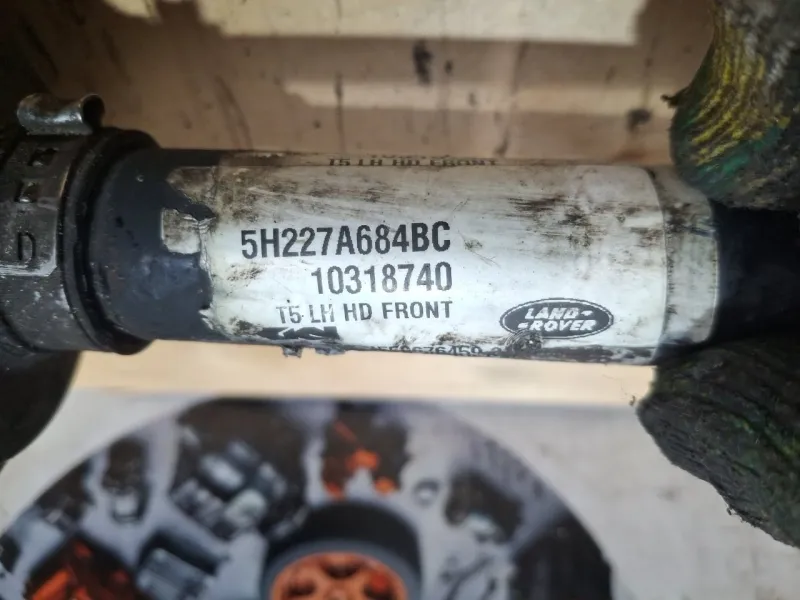 T5 LH HD FRONT
5H227A684BC
10318740
T5 LH HD FRONT
LAND-
ROVER
D